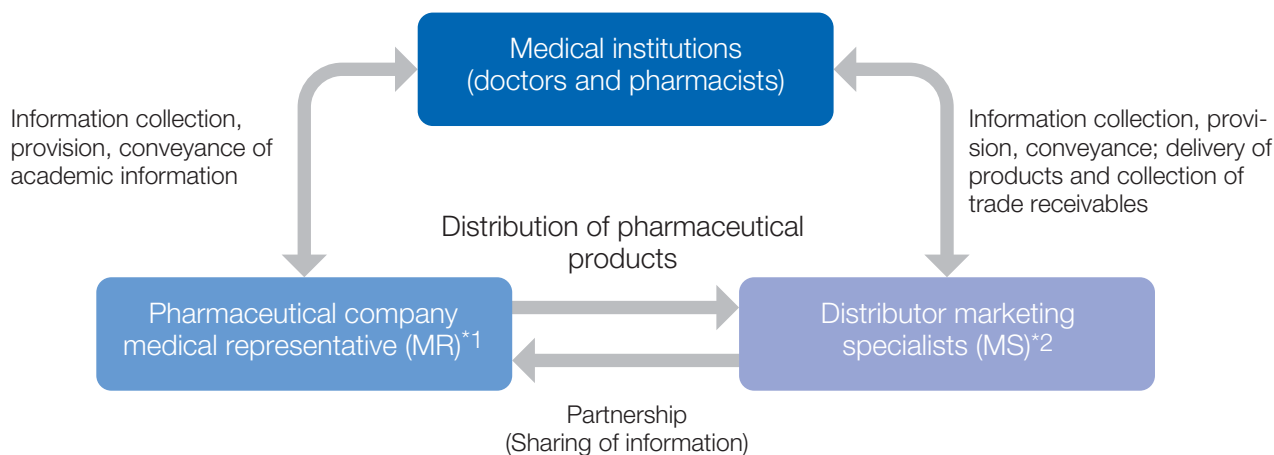 Medical institutions
(doctors and pharmacists)
Information collection,
provision, conveyance of
academic information
Information collection, provi-
sion, conveyance; delivery of
products and collection of
trade receivables
Distribution of pharmaceutical
products
Pharmaceutical company
medical representative (MR)*1
Distributor marketing
specialists (MS)*2
Partnership
(Sharing of information)